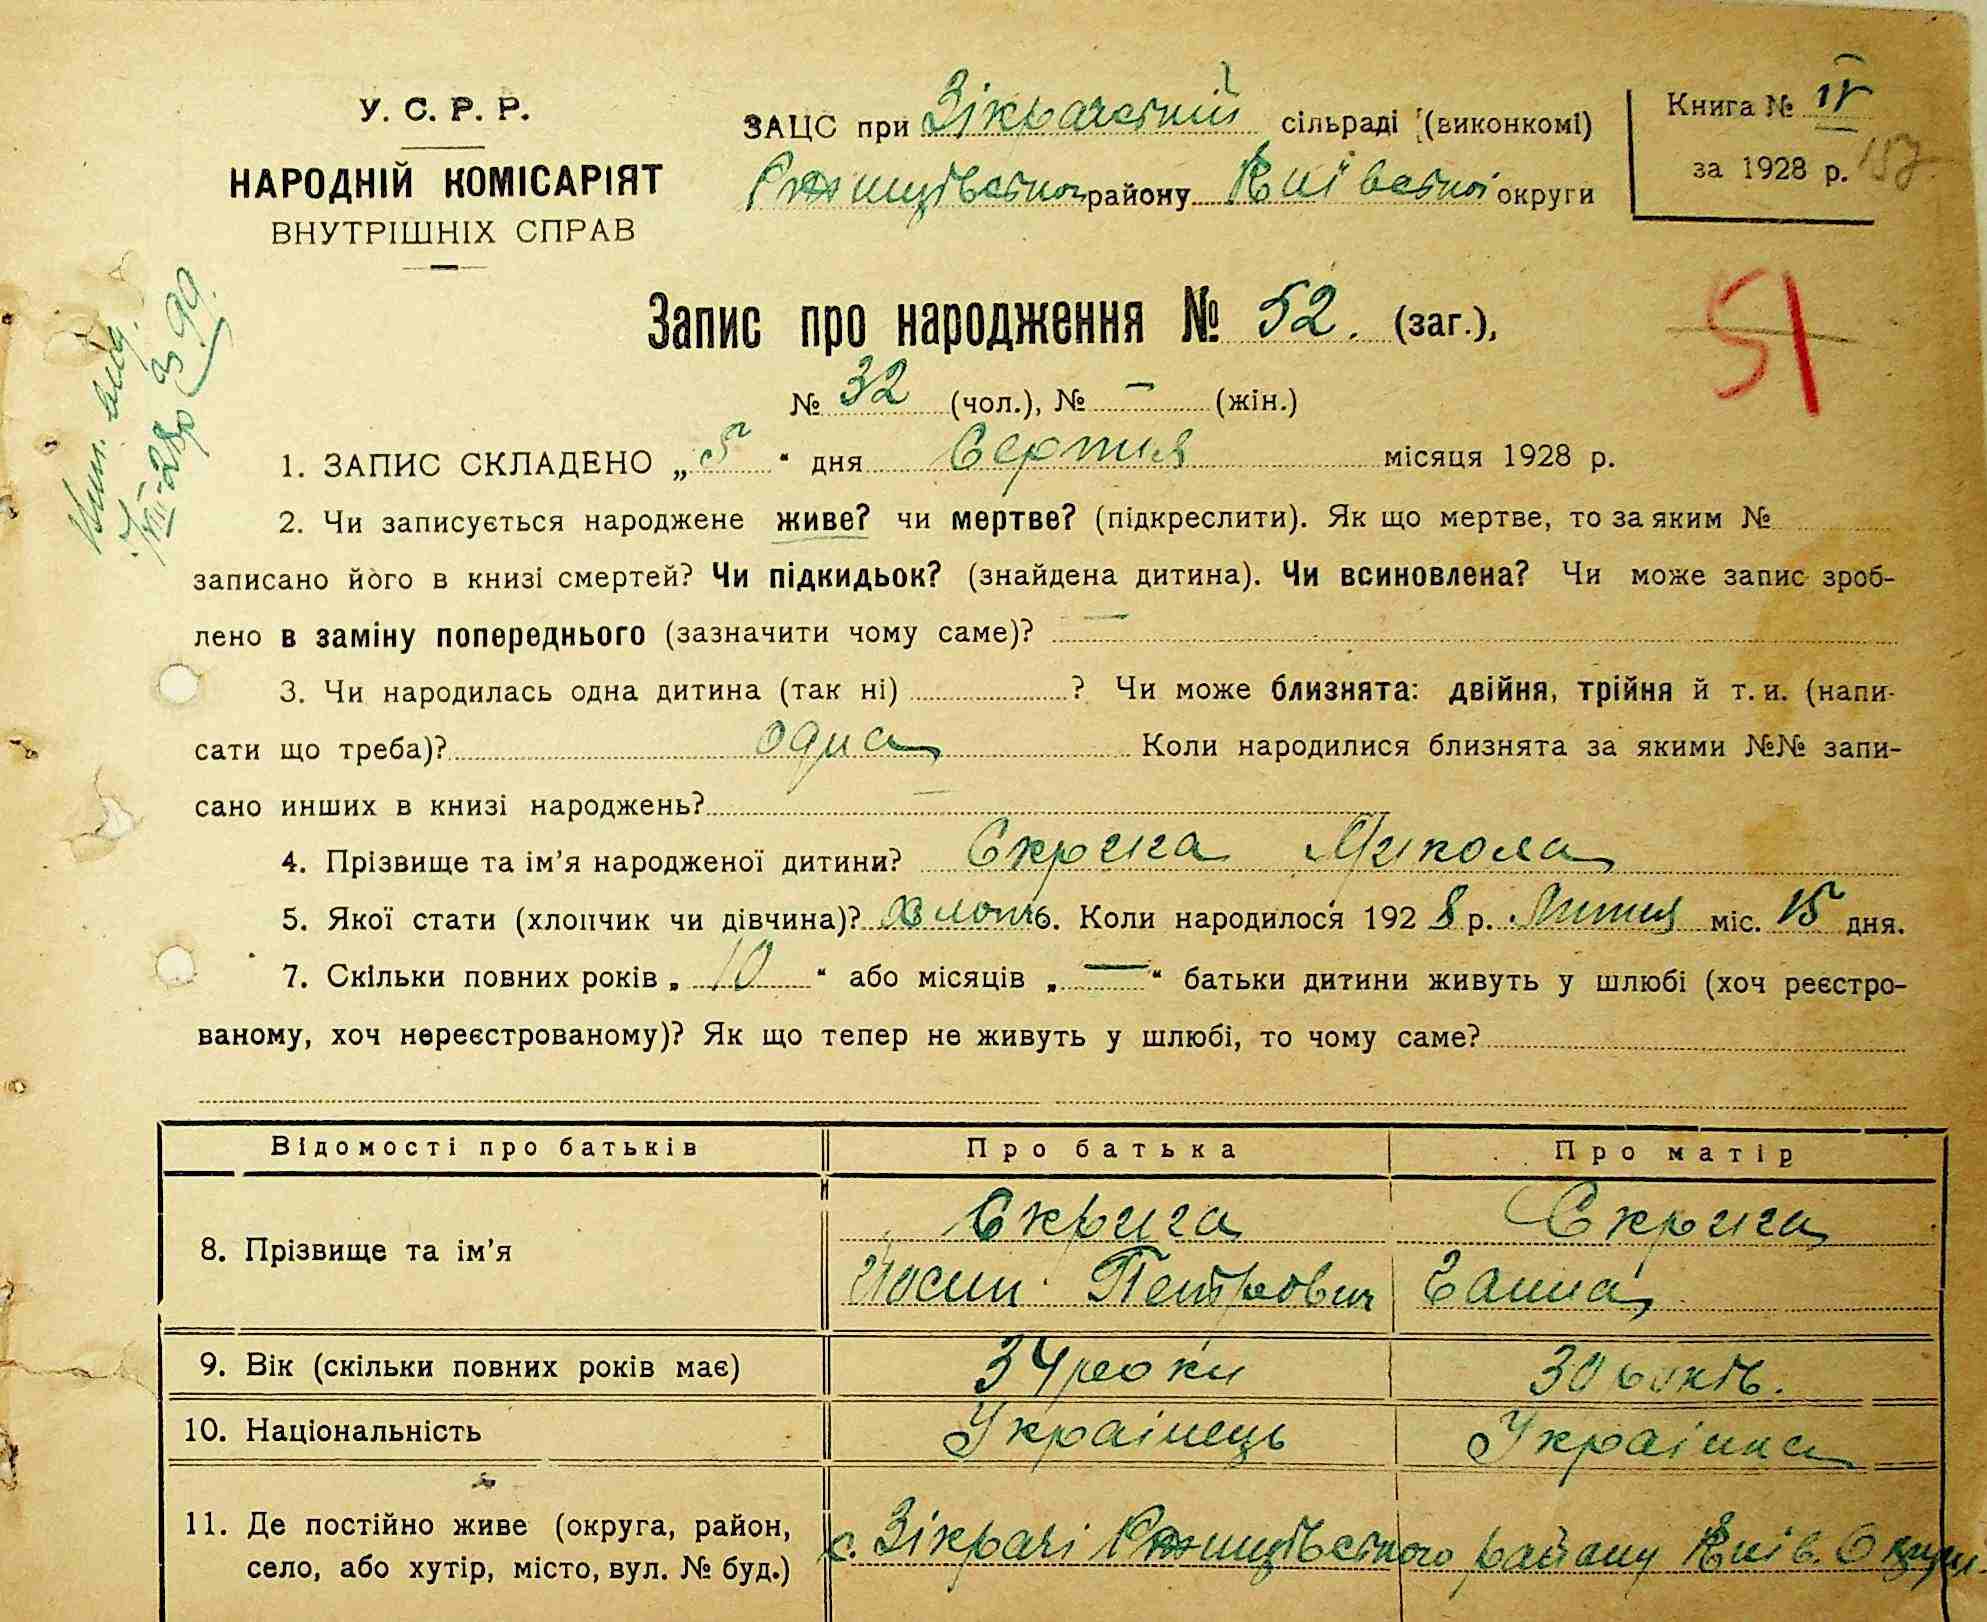 У. С. Р. Р.
НАРОДНІЙ КОМІСАРІЯТ
ВНУТРІШНІХ СПРАВ
ЗАЦС при Зікрачетній сільраді (виконкомі)
Ржищівської району Київської округи
Книга № IV
за 1928 р. 157
Запис про народження № 52. (заг.),
51
№ 32 (чол.), № — (жін.)
1. ЗАПИС СКЛАДЕНО „ 5 “ дня Серпня місяця 1928 р.
2. Чи записується народжене живе? чи мертве? (підкреслити). Як що мертве, то за яким №
записано його в книзі смертей? Чи підкидьок? (знайдена дитина). Чи всиновлена? Чи може запис зроб-
лено в заміну попереднього (зазначити чому саме)? —
3. Чи народилась одна дитина (так ні) ? Чи може близнята: двійня, трійня й т. и. (напи-
сати що треба)? одна Коли народилися близнята за якими №№ запи-
сано инших в книзі народжень? —
4. Прізвище та ім’я народженої дитини? Скрига Микола
5. Якої стати (хлопчик чи дівчина)? хлопч. Коли народилося 1928 р. Липня міс. 15 дня.
7. Скільки повних років „ 10 “ або місяців „ — “ батьки дитини живуть у шлюбі (хоч реєстро-
ваному, хоч нереєстрованому)? Як що тепер не живуть у шлюбі, то чому саме?
Відомості про батьків Про батька Про матір
8. Прізвище та ім’я Скрига Скрига
Йосип Петрович Ганна
9. Вік (скільки повних років має) 34 роки 30 років.
10. Національність Українець Українка
11. Де постійно живе (округа, район,
село, або хутір, місто, вул. № буд.) с. Зікрачі Ржищівського району Київ. Округи